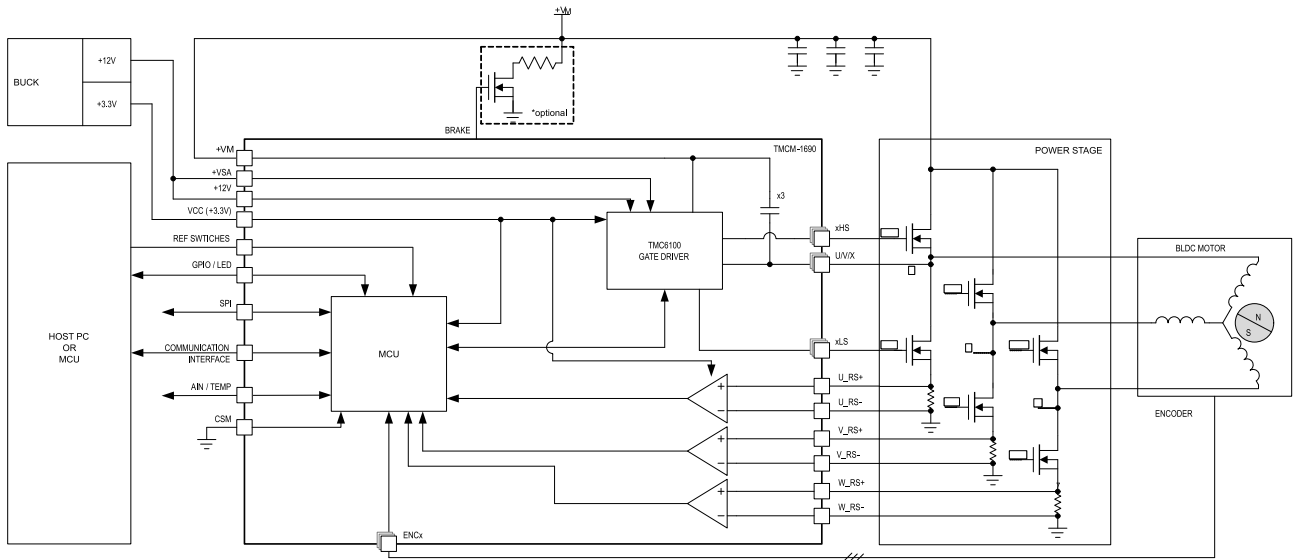 +VM
BUCK
+12V
+3.3V
*optional
BRAKE
TMCM-1690
POWER STAGE
+VM
+VSA
+12V
VCC (+3.3V)
REF SWTICHES
GPIO / LED
SPI
COMMUNICATION
INTERFACE
AIN / TEMP
CSM
HOST PC
OR
MCU
MCU
TMC6100
GATE DRIVER
x3
xHS
U/V/X
xLS
U_RS+
U_RS-
V_RS+
V_RS-
W_RS+
W_RS-
+
-
+
-
+
-
BLDC MOTOR
N
S
ENCODER
ENCx